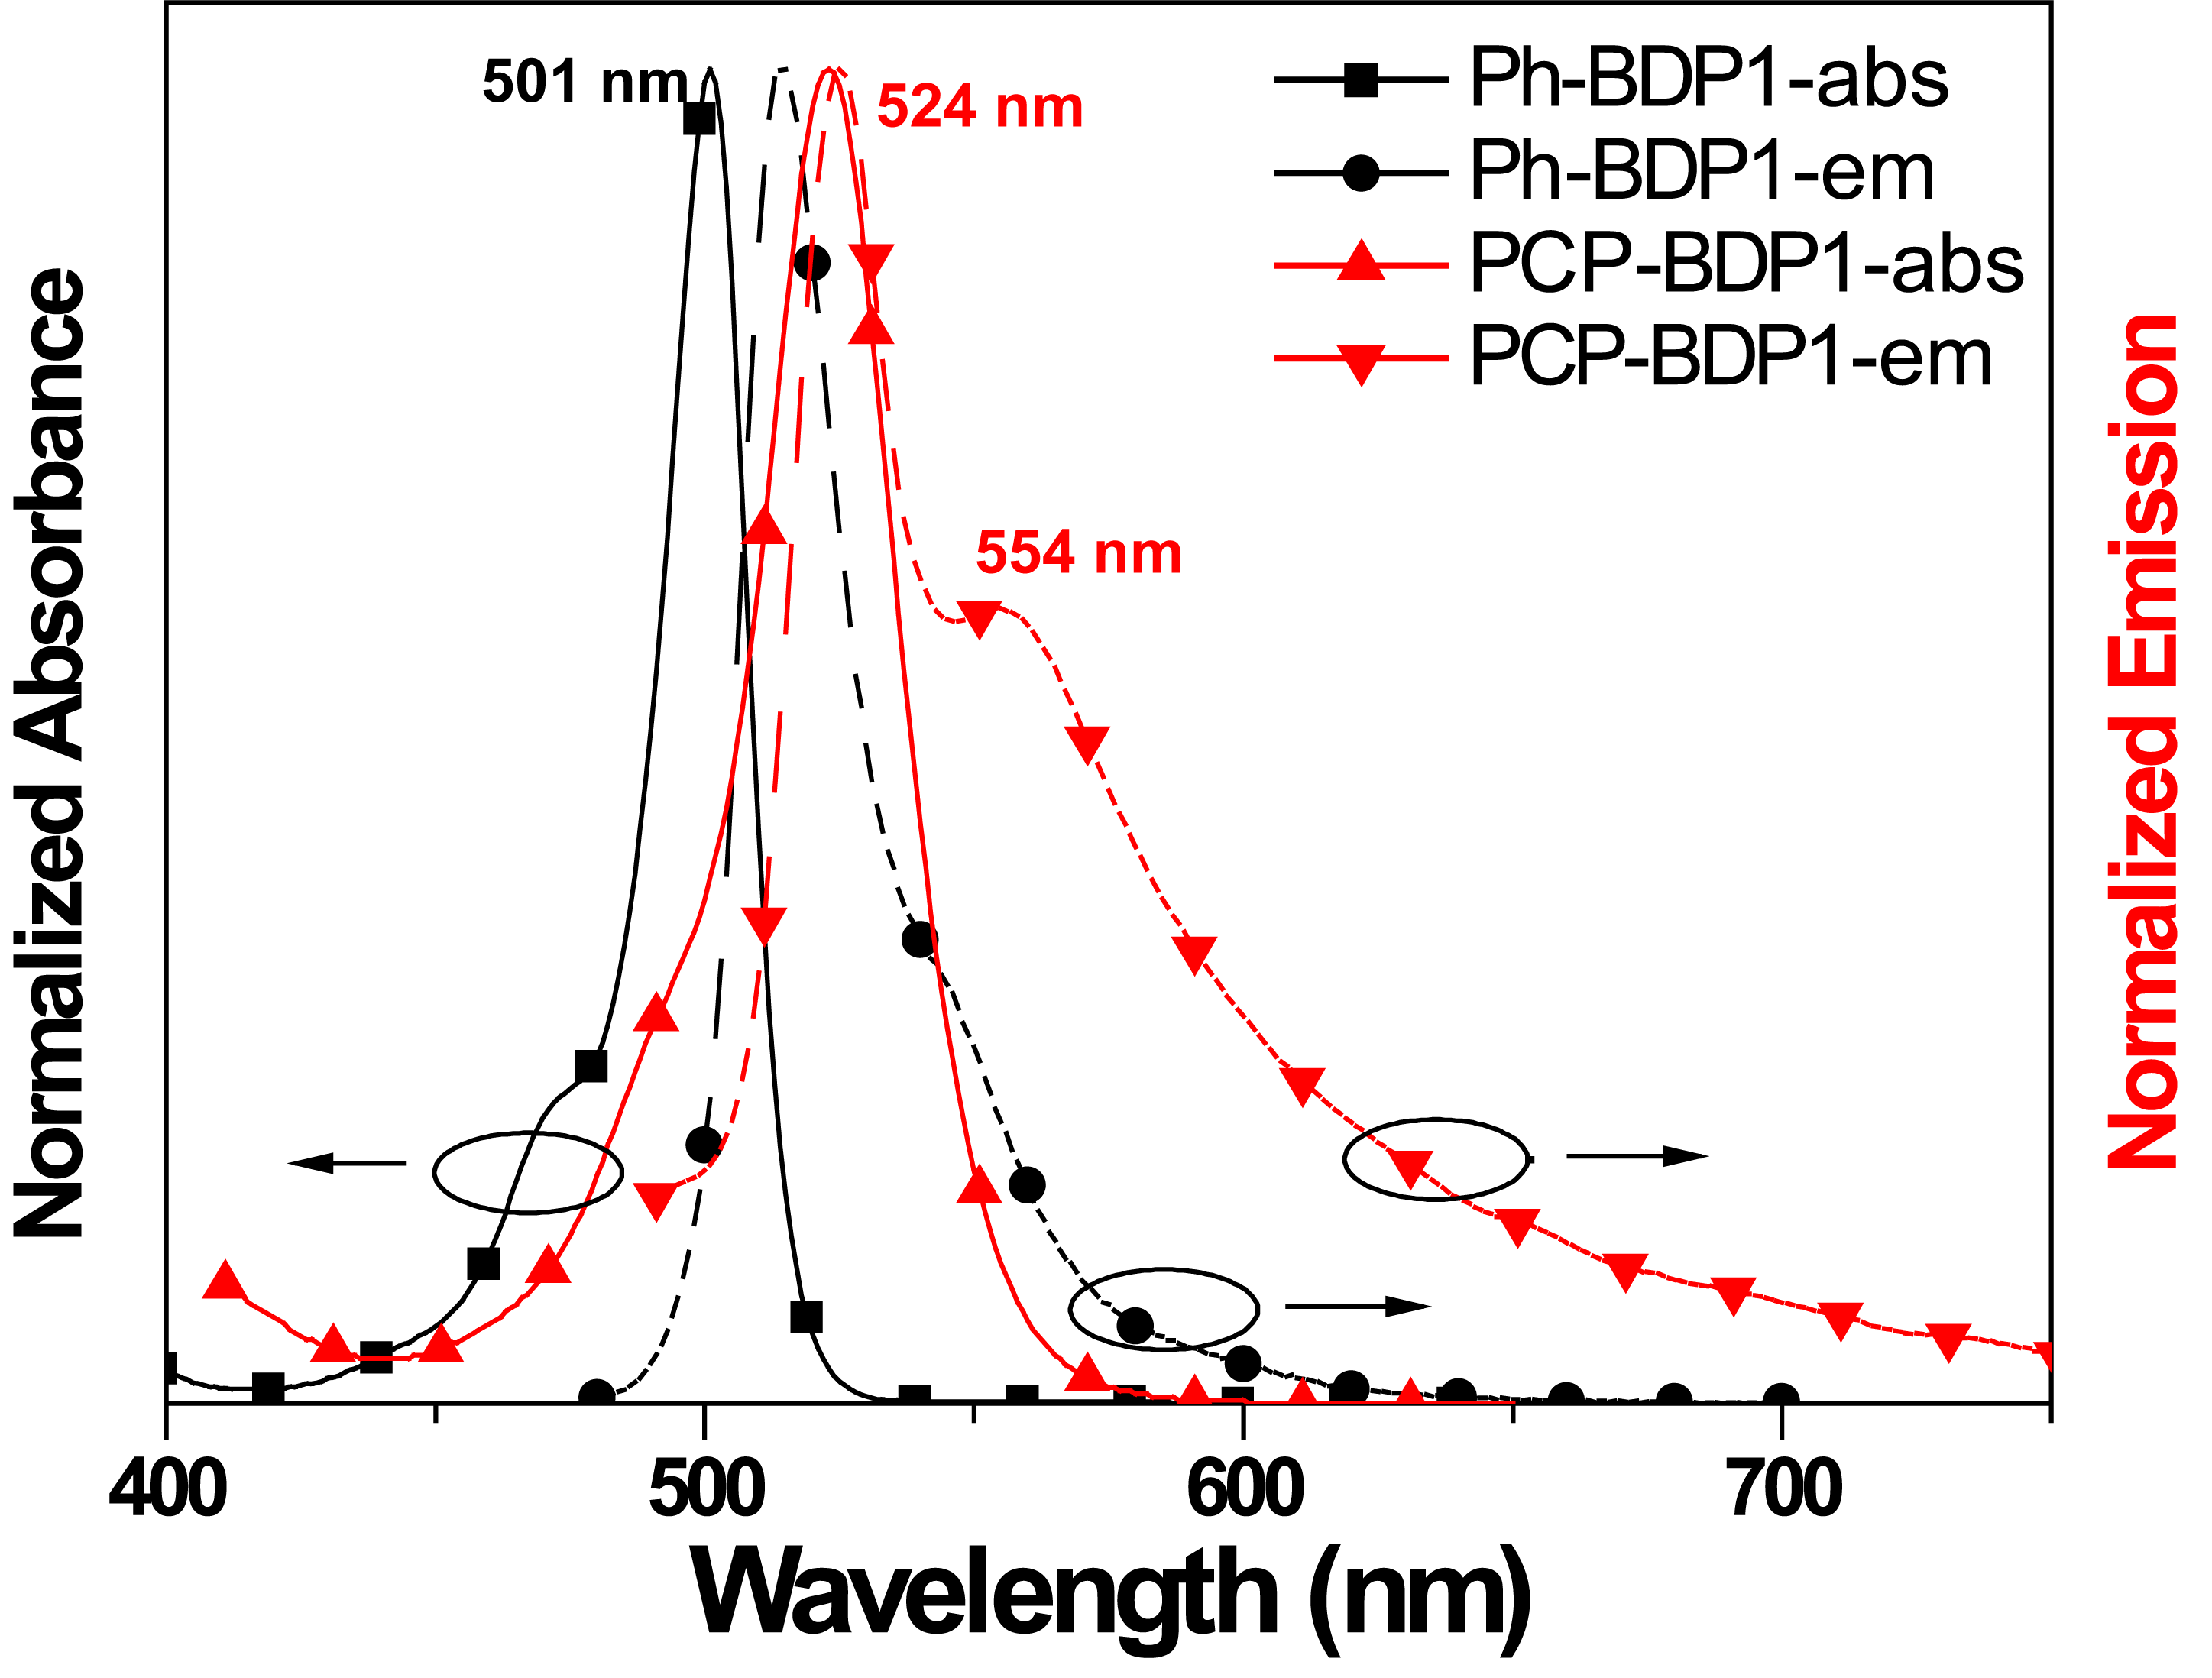 501 nm
524 nm
554 nm
Ph-BDP1-abs
Ph-BDP1-em
PCP-BDP1-abs
PCP-BDP1-em
Normalized Absorbance
Normalized Emission
400 500 600 700
Wavelength (nm)